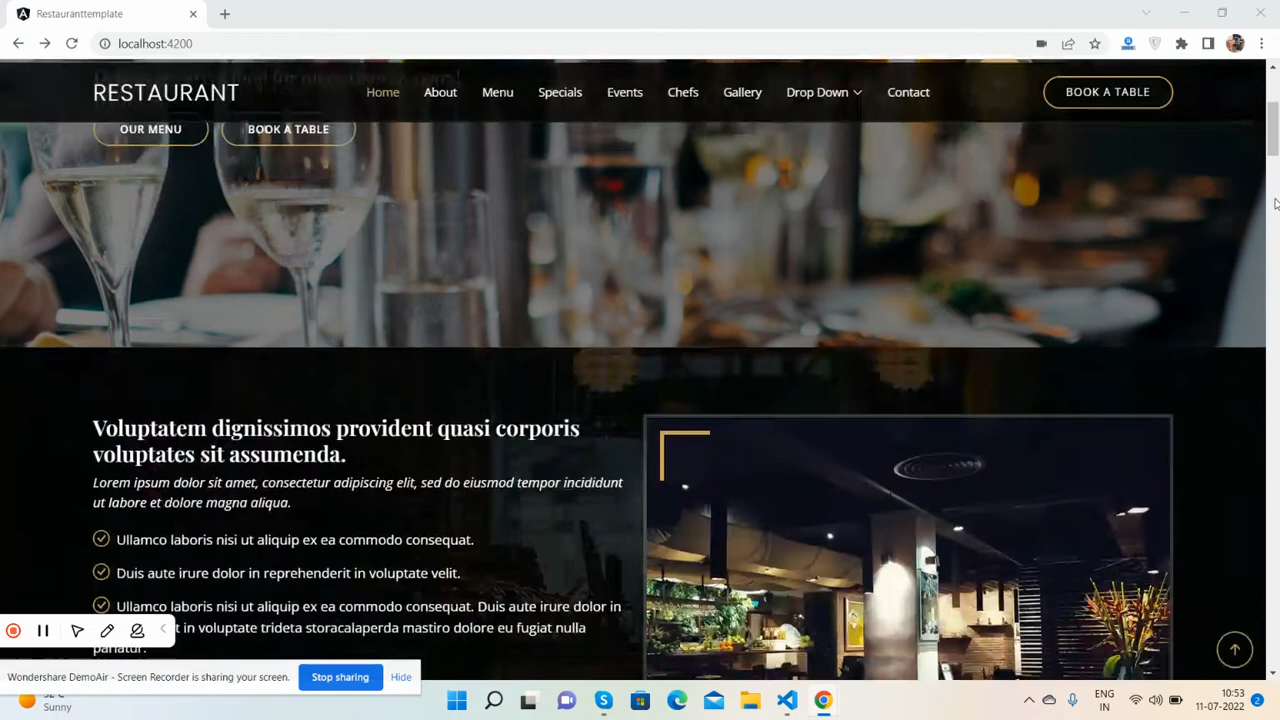 Restauranttemplate
localhost:4200
RESTAURANT
Home
About
Menu
Specials
Events
Chefs
Gallery
Drop Down
Contact
BOOK A TABLE
OUR MENU
BOOK A TABLE
Voluptatem dignissimos provident quasi corporis
voluptates sit assumenda.
Lorem ipsum dolor sit amet, consectetur adipiscing elit, sed do eiusmod tempor incididunt
ut labore et dolore magna aliqua.
Ullamco laboris nisi ut aliquip ex ea commodo consequat.
Duis aute irure dolor in reprehenderit in voluptate velit.
Ullamco laboris nisi ut aliquip ex ea commodo consequat. Duis aute irure dolor in
t in voluptate trideta storacalaperda mastiro dolore eu fugiat nulla
pariatur.
Wondershare DemoAir - Screen Recorder is sharing your screen.
Stop sharing
Hide
Sunny
ENG
IN
10:53
11-07-2022
2